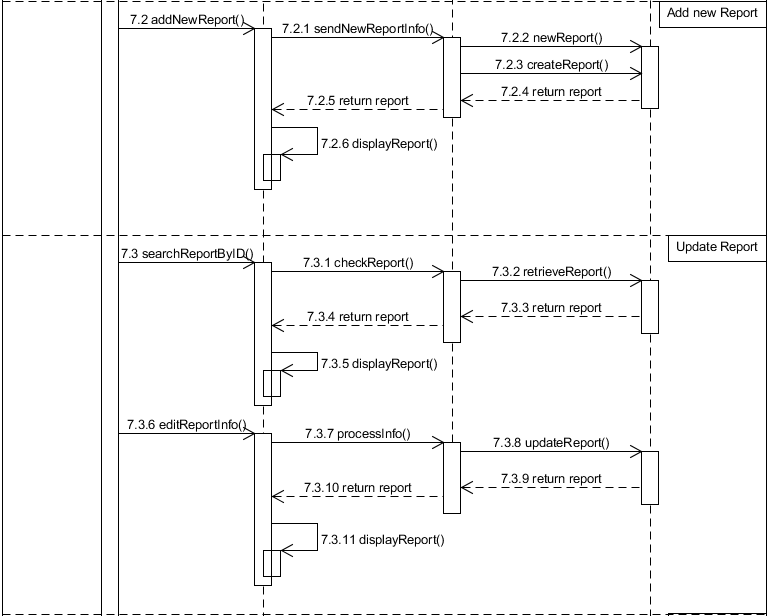 Add new Report
7.2 addNewReport()
7.2.1 sendNewReportInfo()
7.2.2 newReport()
7.2.3 createReport()
7.2.4 return report
7.2.5 return report
7.2.6 displayReport()
Update Report
7.3 searchReportByID()
7.3.1 checkReport()
7.3.2 retrieveReport()
7.3.3 return report
7.3.4 return report
7.3.5 displayReport()
7.3.6 editReportInfo()
7.3.7 processInfo()
7.3.8 updateReport()
7.3.9 return report
7.3.10 return report
7.3.11 displayReport()